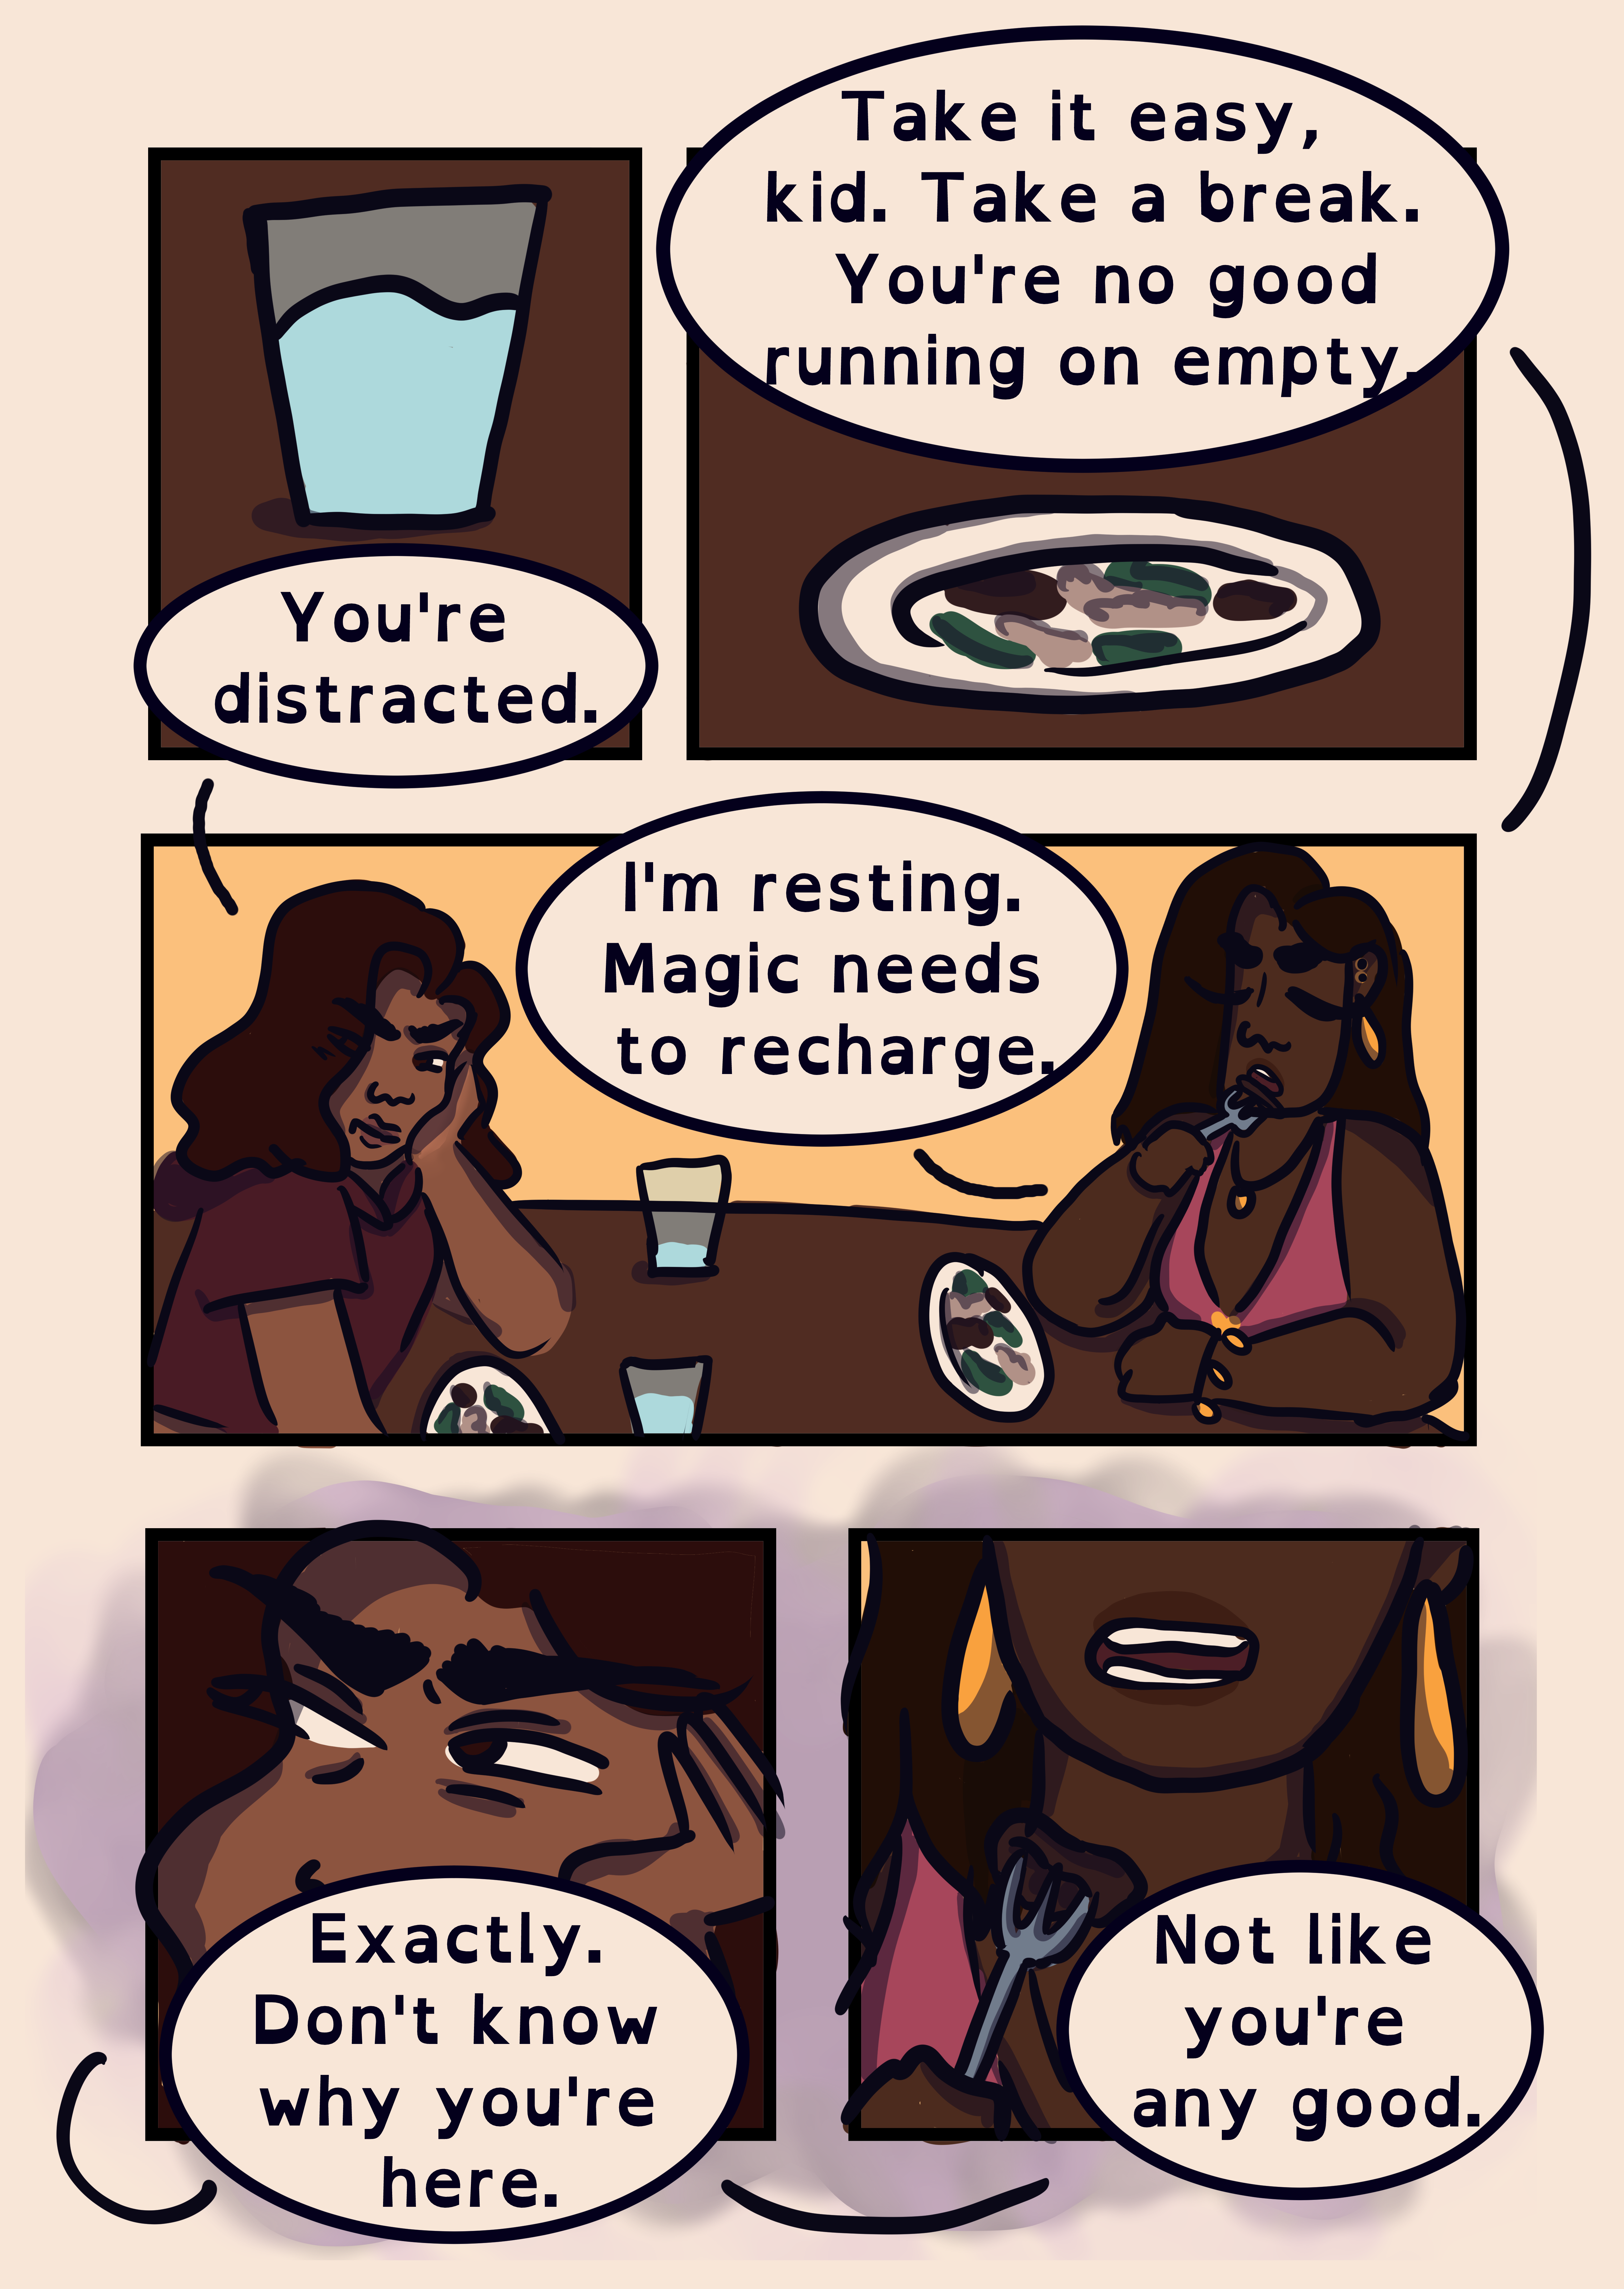 You're
distracted.
Take it easy,
kid. Take a break.
You're no good
running on empty.
I'm resting.
Magic needs
to recharge.
Exactly.
Don't know
why you're
here.
Not like
you're
any good.